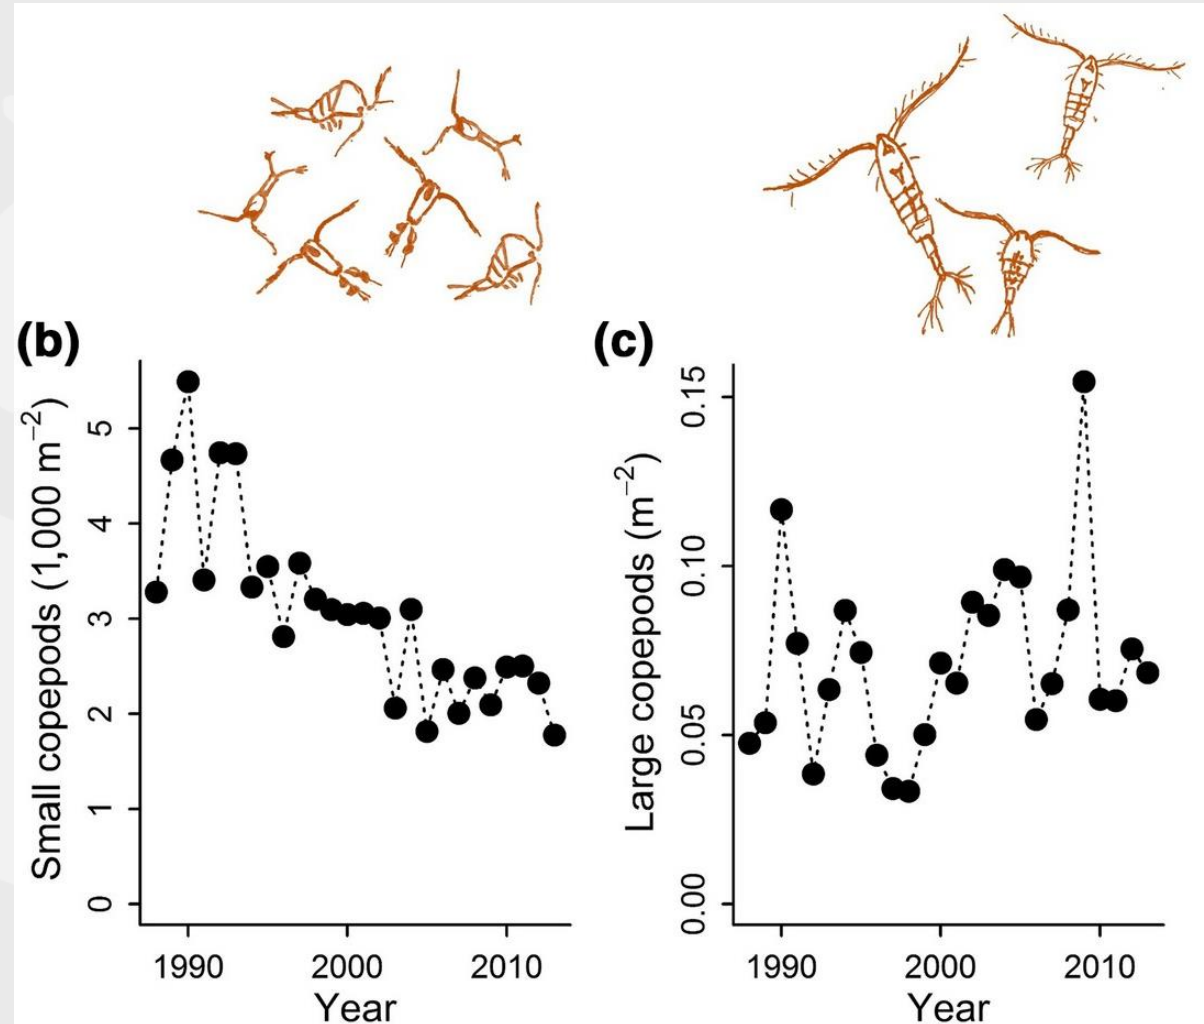 (b)
Small copepods (1,000 m⁻²)
5
4
3
2
1
0
1990 2000 2010
Year
(c)
Large copepods (m⁻²)
0.15
0.10
0.05
0.00
1990 2000 2010
Year